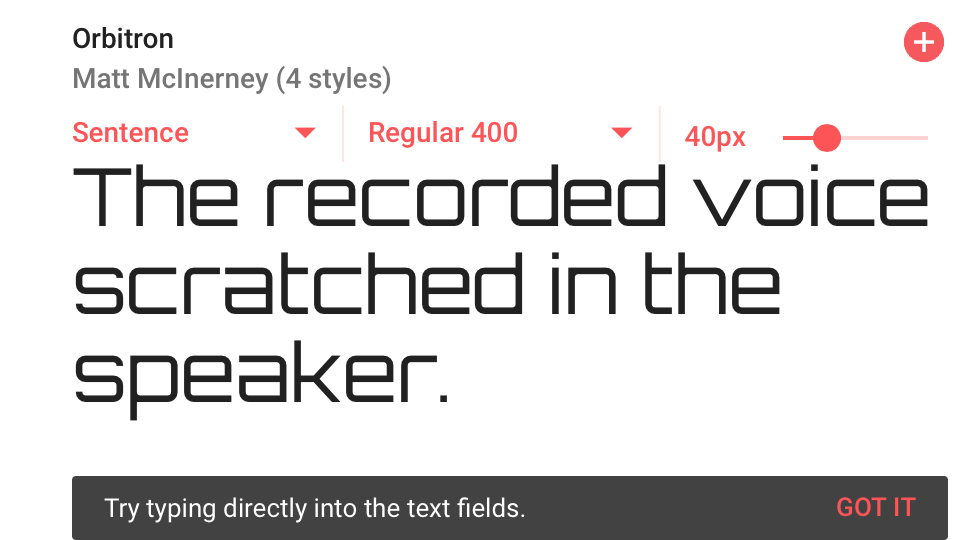 Orbitron
Matt McInerney (4 styles)
Sentence Regular 400 40px
The recorded voice
scratched in the
speaker.
Try typing directly into the text fields. GOT IT